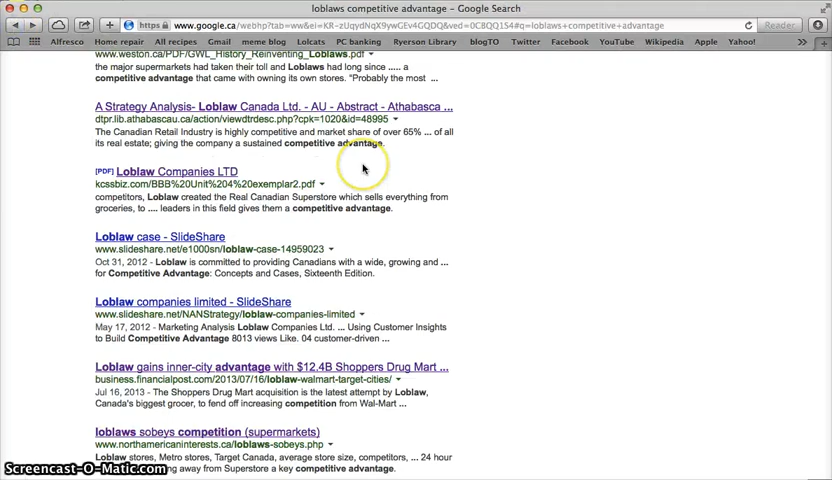 loblaws competitive advantage - Google Search
https www.google.ca/webhp?tab=ww&ei=KR-zUqydNqX9ywGEv4GQDQ&ved=0CBQQ1S4#q=loblaws+competitive+advantage Reader
Alfresco Home repair All recipes Gmail meme blog Lolcats PC banking Ryerson Library blogTO Twitter Facebook YouTube Wikipedia Apple Yahoo!
www.weston.ca/PDF/GWL_History_Reinventing_Loblaws.pdf
the major supermarkets had taken their toll and Loblaws had long since ..... a
competitive advantage that came with owning its own stores. "Probably the most ...
A Strategy Analysis- Loblaw Canada Ltd. - AU - Abstract - Athabasca ...
dtpr.lib.athabascau.ca/action/viewdtrdesc.php?cpk=1020&id=48995
The Canadian Retail Industry is highly competitive and market share of over 65% ... of all
its real estate; giving the company a sustained competitive advantage.
[PDF] Loblaw Companies LTD
kcssbiz.com/BBB%20Unit%204%20exemplar2.pdf
competitors, Loblaw created the Real Canadian Superstore which sells everything from
groceries, to .... leaders in this field gives them a competitive advantage.
Loblaw case - SlideShare
www.slideshare.net/e1000sn/loblaw-case-14959023
Oct 31, 2012 - Loblaw is committed to providing Canadians with a wide, growing and ...
for Competitive Advantage: Concepts and Cases, Sixteenth Edition.
Loblaw companies limited - SlideShare
www.slideshare.net/NANStrategy/loblaw-companies-limited
May 17, 2012 - Marketing Analysis Loblaw Companies Ltd. ... Using Customer Insights
to Build Competitive Advantage 8013 views Like. 04 customer-driven ...
Loblaw gains inner-city advantage with $12.4B Shoppers Drug Mart ...
business.financialpost.com/2013/07/16/loblaw-walmart-target-cities/
Jul 16, 2013 - The Shoppers Drug Mart acquisition is the latest attempt by Loblaw,
Canada's biggest grocer, to fend off increasing competition from Wal-Mart ...
loblaws sobeys competition (supermarkets)
www.northamericaninterests.ca/loblaws-sobeys.php
Loblaw stores, Metro stores, Target Canada, average store size, competitors, ... 24 hour
going away from Superstore a key competitive advantage.
Screencast-O-Matic.com